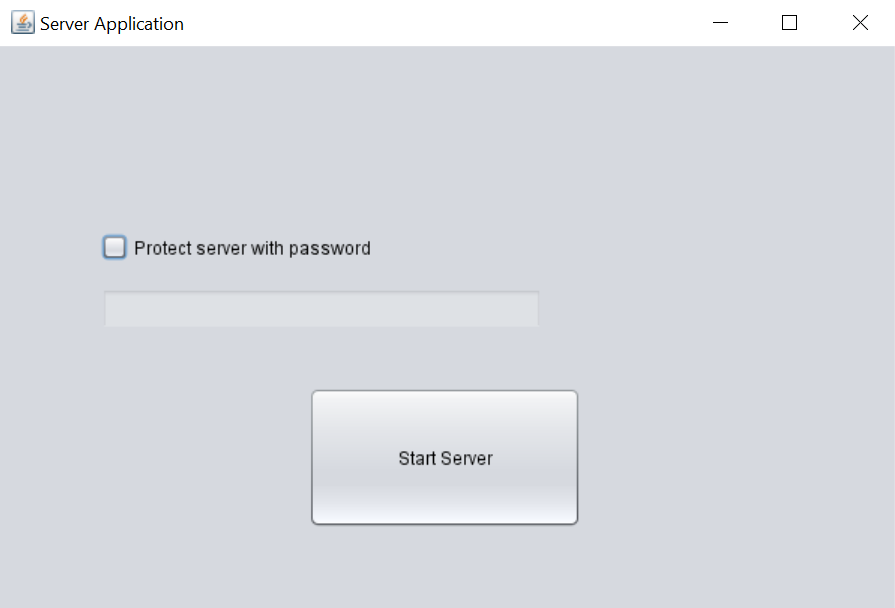 Server Application
Protect server with password
Start Server